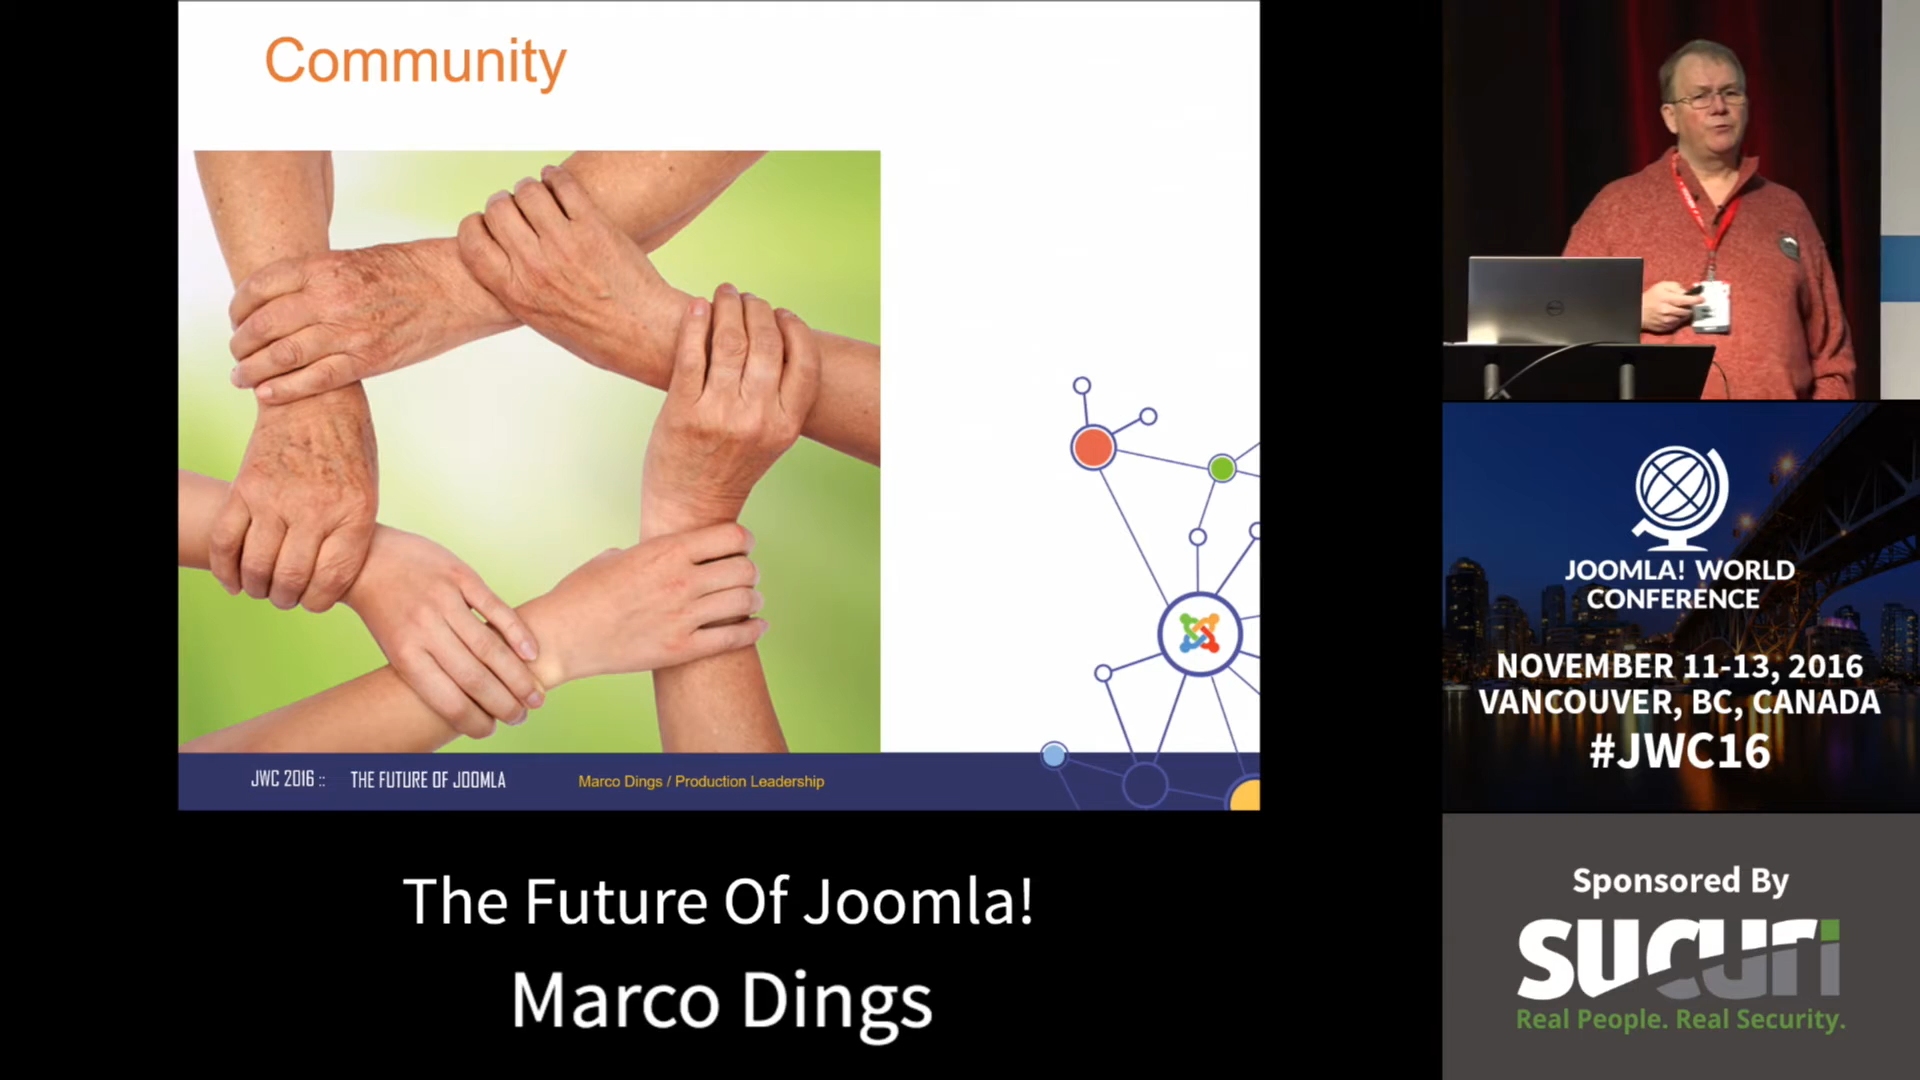 Community
JWC 2016 :: THE FUTURE OF JOOMLA Marco Dings / Production Leadership
The Future Of Joomla!
Marco Dings
JOOMLA! WORLD
CONFERENCE
NOVEMBER 11-13, 2016
VANCOUVER, BC, CANADA
#JWC16
Sponsored By
sucuri
Real People. Real Security.